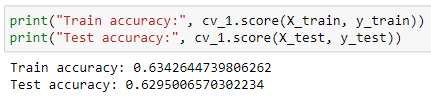 print("Train accuracy:", cv_1.score(X_train, y_train))
print("Test accuracy:", cv_1.score(X_test, y_test))
Train accuracy: 0.6342644739806262
Test accuracy: 0.6295006570302234